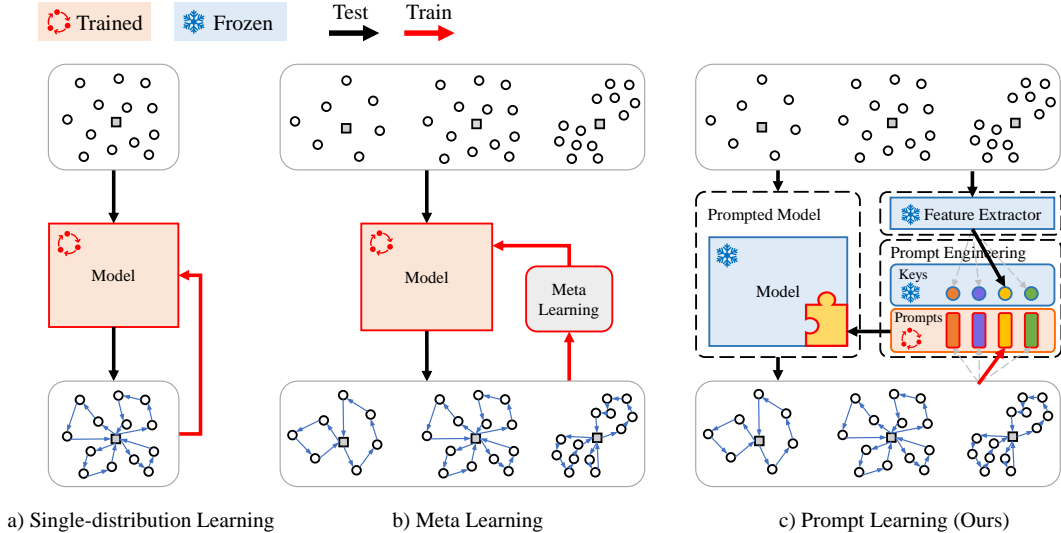 Trained
Frozen
Test
Train
Model
Model
Meta
Learning
Prompted Model
Model
Feature Extractor
Prompt Engineering
Keys
Prompts
a) Single-distribution Learning
b) Meta Learning
c) Prompt Learning (Ours)